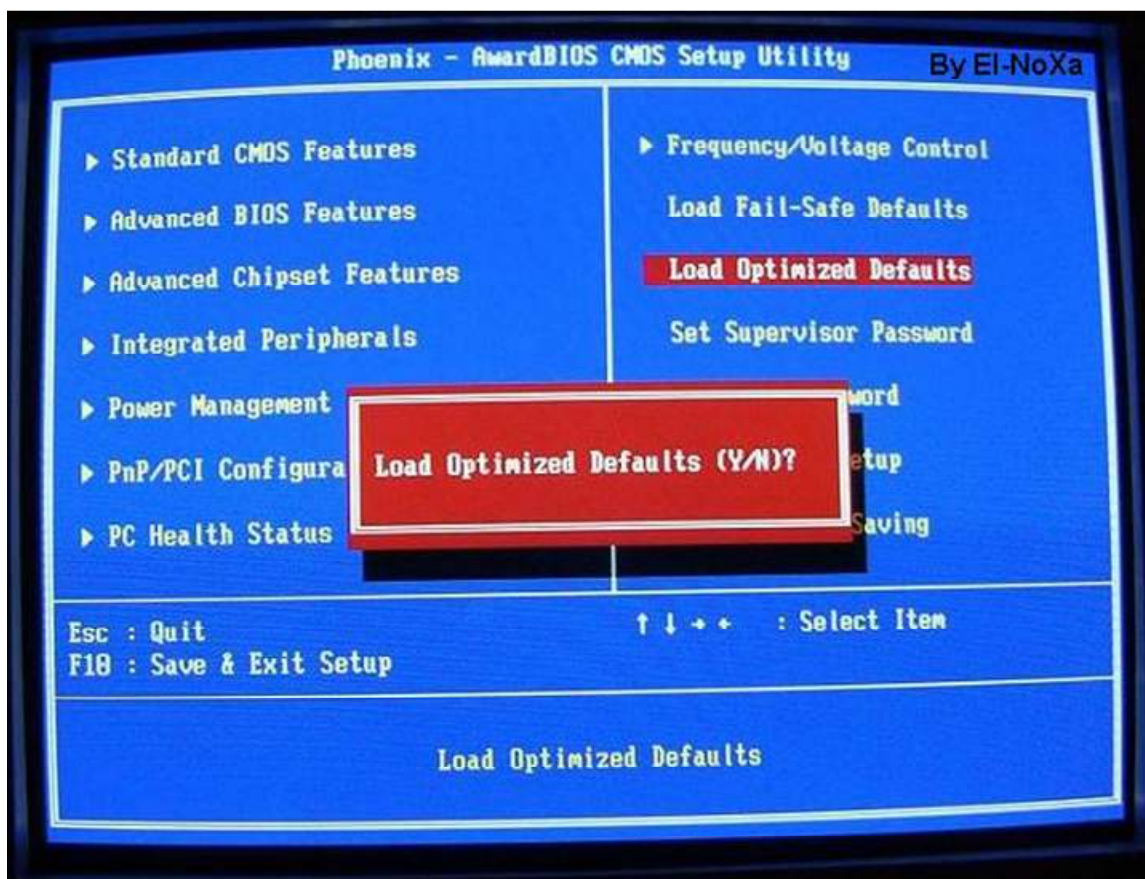 Phoenix - AwardBIOS CMOS Setup Utility
By El-NoXa
Standard CMOS Features
Advanced BIOS Features
Advanced Chipset Features
Integrated Peripherals
Power Management
PnP/PCI Configura
PC Health Status
Frequency/Voltage Control
Load Fail-Safe Defaults
Load Optimized Defaults
Set Supervisor Password
word
etup
Saving
Load Optimized Defaults (Y/N)?
Esc : Quit
F10 : Save & Exit Setup
↑ ↓ → ← : Select Item
Load Optimized Defaults